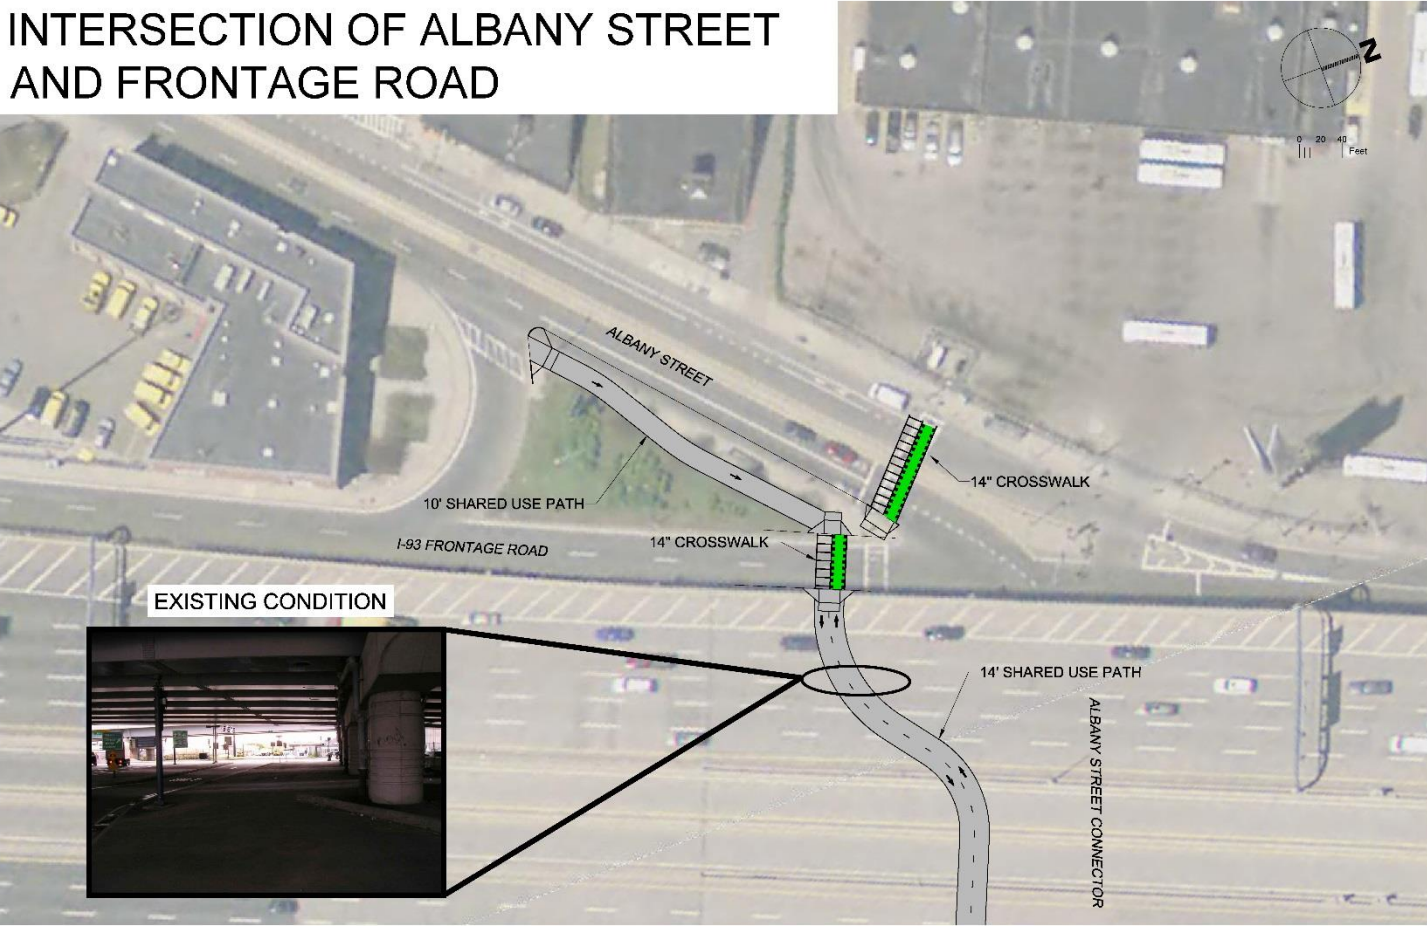 INTERSECTION OF ALBANY STREET
AND FRONTAGE ROAD
N
0 20 40
Feet
ALBANY STREET
14" CROSSWALK
10' SHARED USE PATH
14" CROSSWALK
I-93 FRONTAGE ROAD
EXISTING CONDITION
14' SHARED USE PATH
ALBANY STREET CONNECTOR